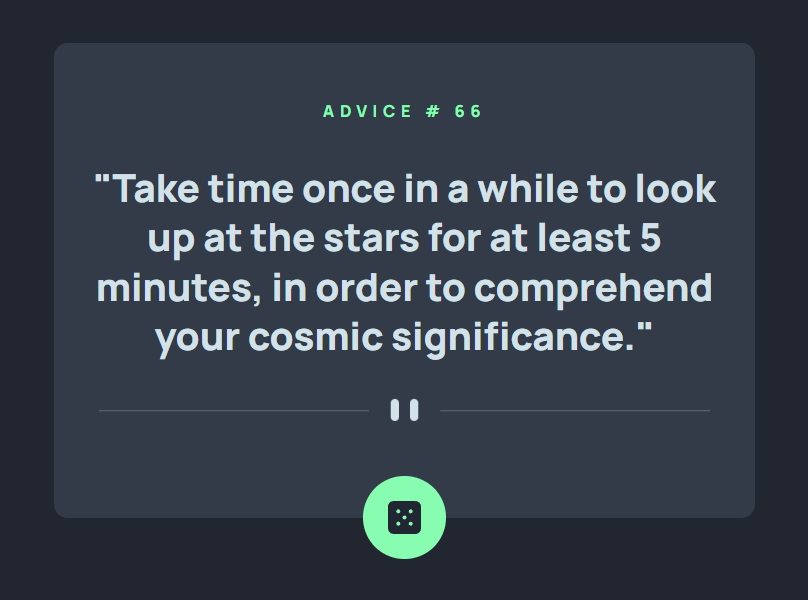 ADVICE # 66
"Take time once in a while to look
up at the stars for at least 5
minutes, in order to comprehend
your cosmic significance."